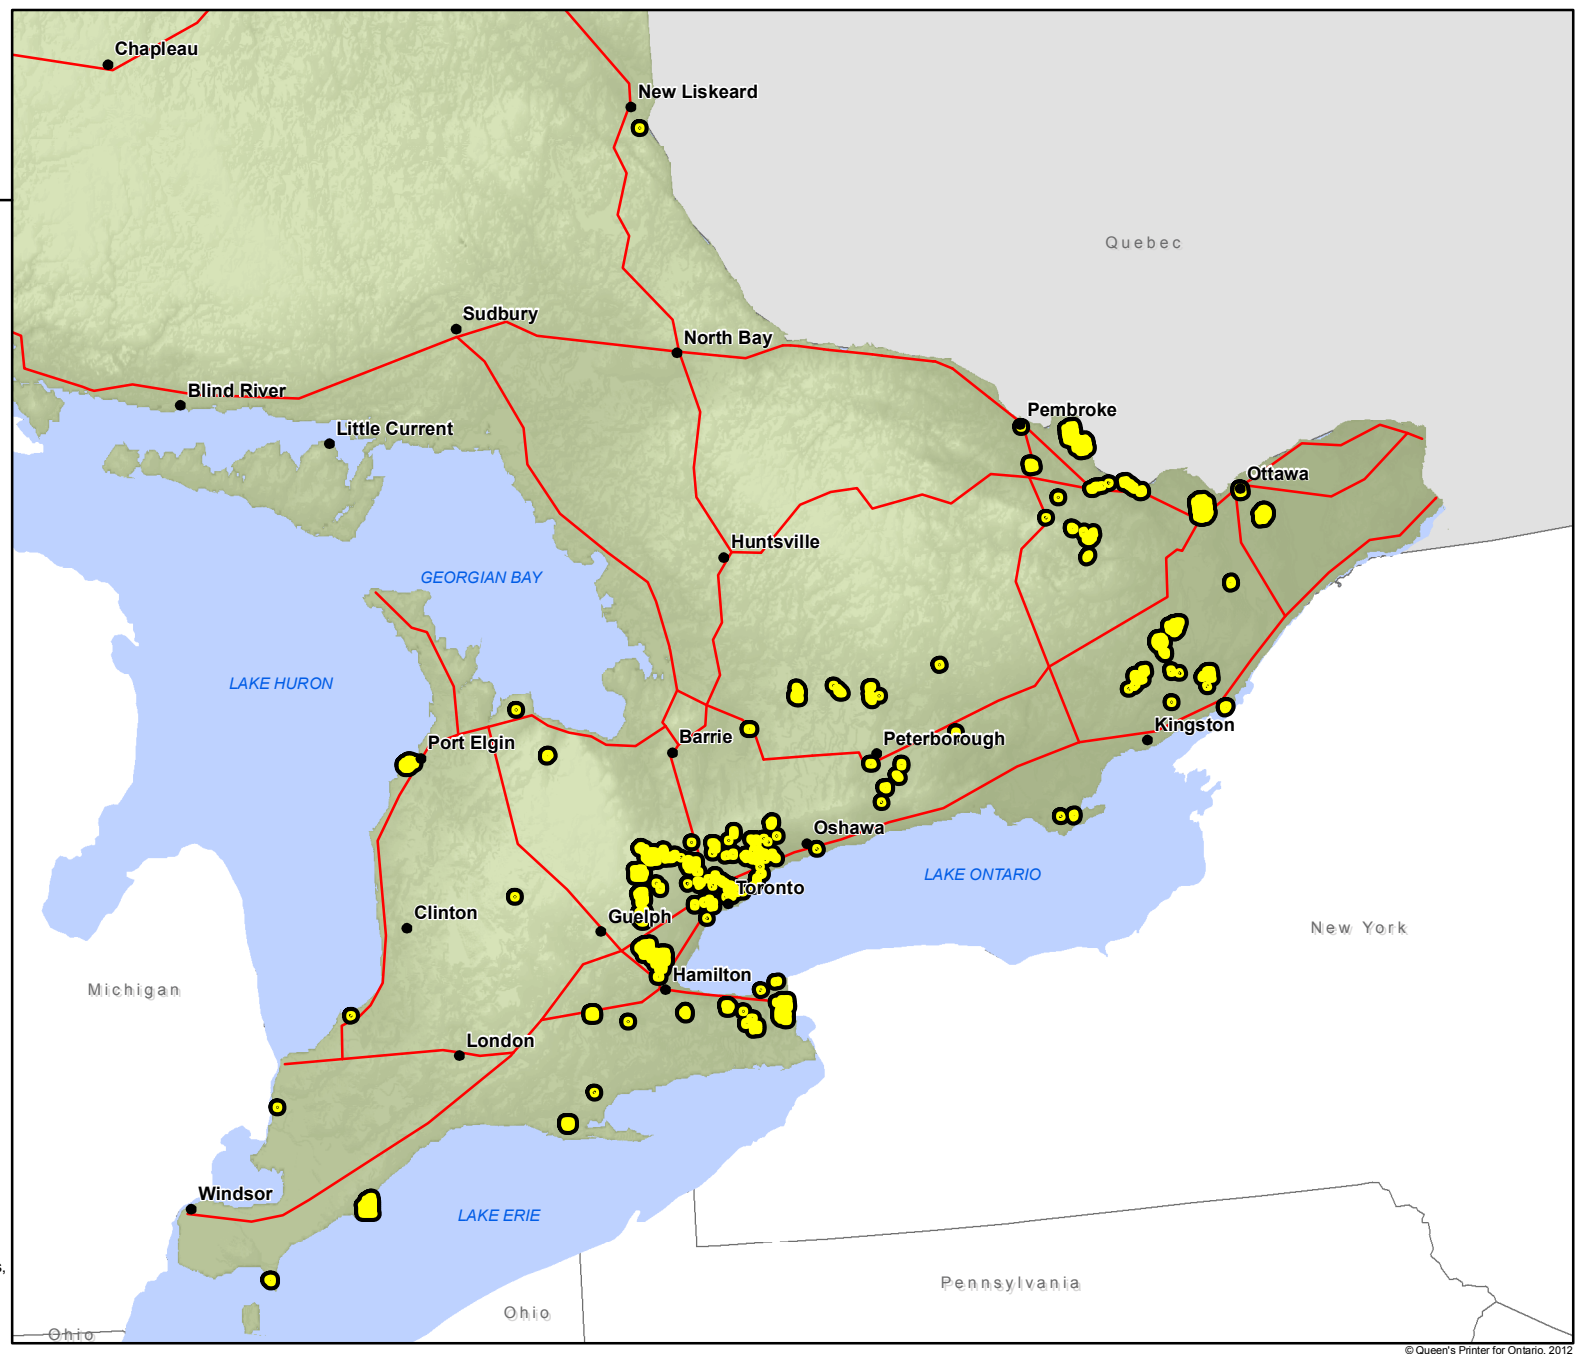 Chapleau
New Liskeard
Quebec
Sudbury
North Bay
Blind River
Little Current
Pembroke
Ottawa
Huntsville
GEORGIAN BAY
LAKE HURON
Port Elgin
Barrie
Peterborough
Kingston
Oshawa
LAKE ONTARIO
Toronto
Clinton
Guelph
New York
Michigan
Hamilton
London
Windsor
LAKE ERIE
s,
Pennsylvania
Ohio
Ohio
© Queen's Printer for Ontario, 2012